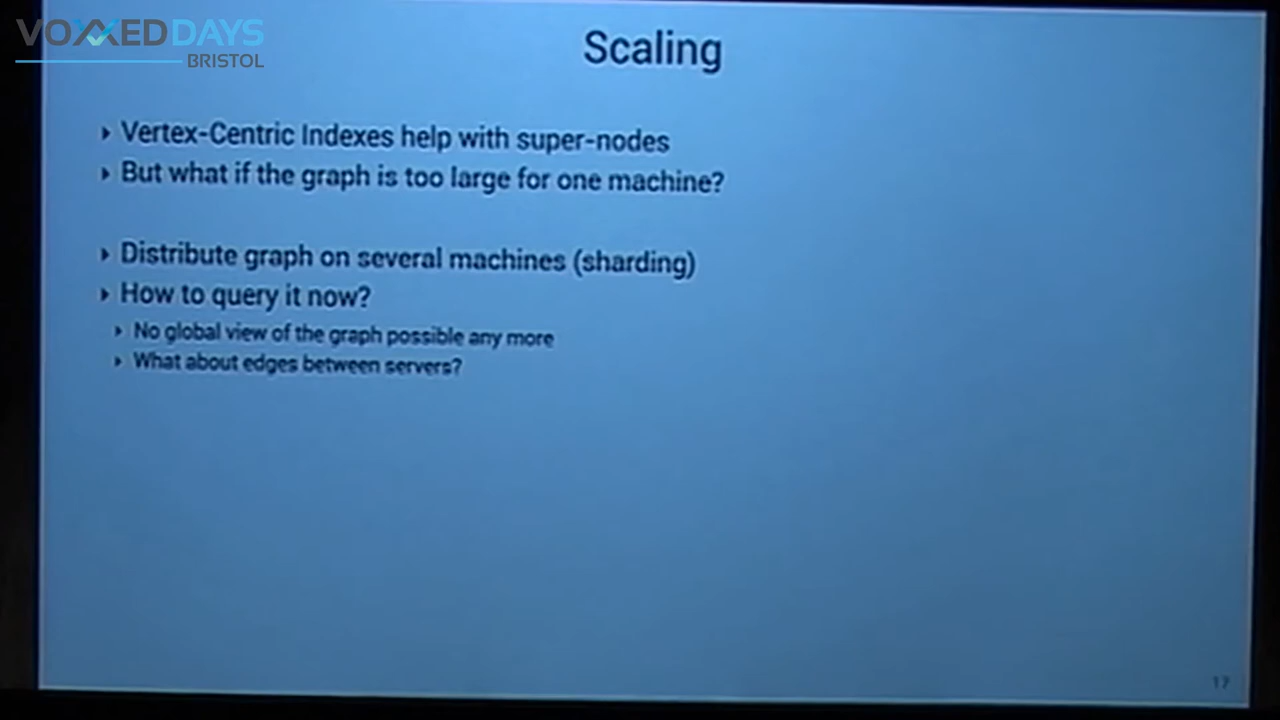 VOXXED DAYS
BRISTOL
Scaling
Vertex-Centric Indexes help with super-nodes
But what if the graph is too large for one machine?
Distribute graph on several machines (sharding)
How to query it now?
No global view of the graph possible any more
What about edges between servers?
17